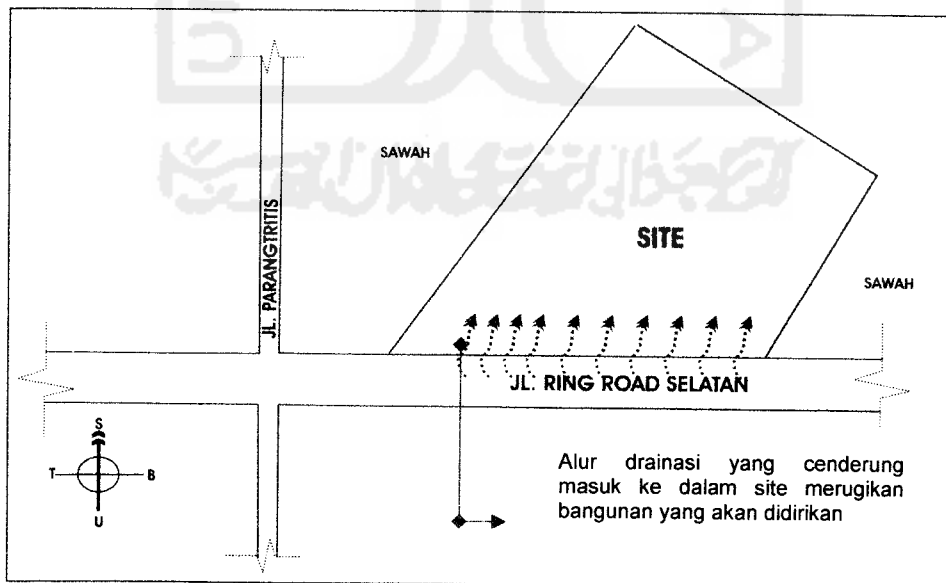 SAWAH
JL. PARANGTRITIS
SITE
SAWAH
JL. RING ROAD SELATAN
S
T
B
U
Alur drainasi yang cenderung
masuk ke dalam site merugikan
bangunan yang akan didirikan